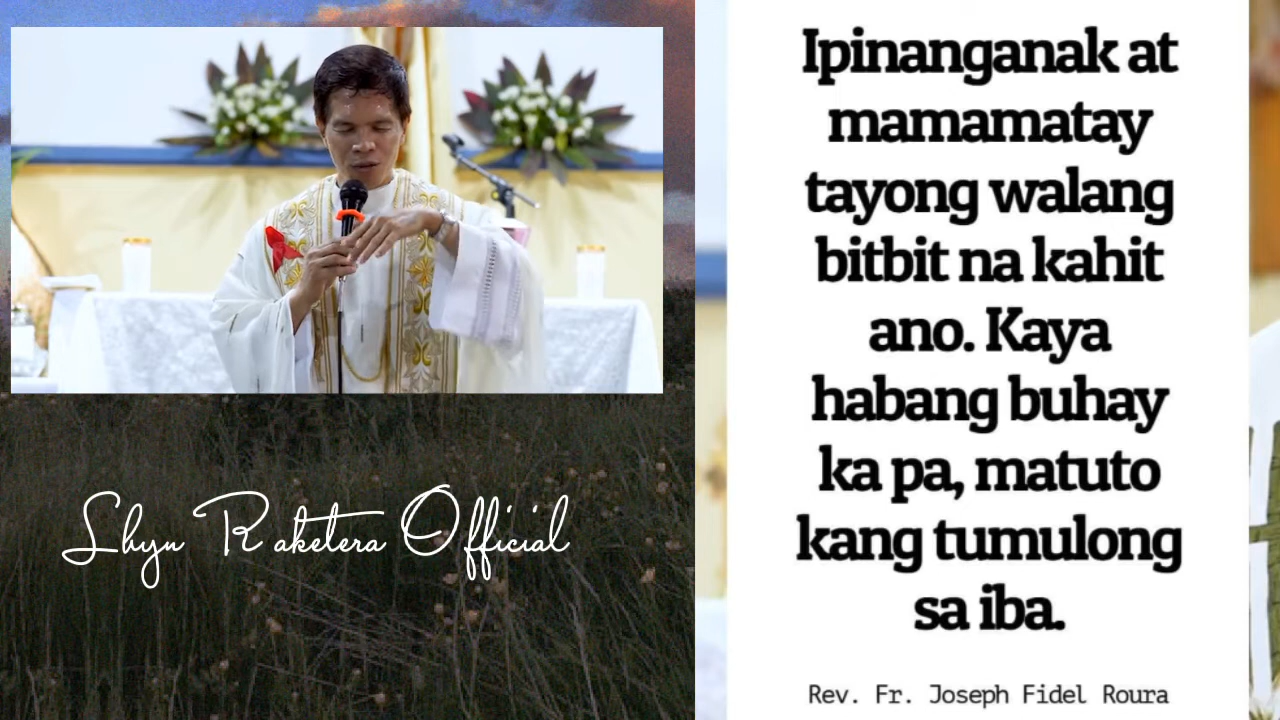 Lhyn Raketera Official
Ipinanganak at
mamamatay
tayong walang
bitbit na kahit
ano. Kaya
habang buhay
ka pa, matuto
kang tumulong
sa iba.
Rev. Fr. Joseph Fidel Roura